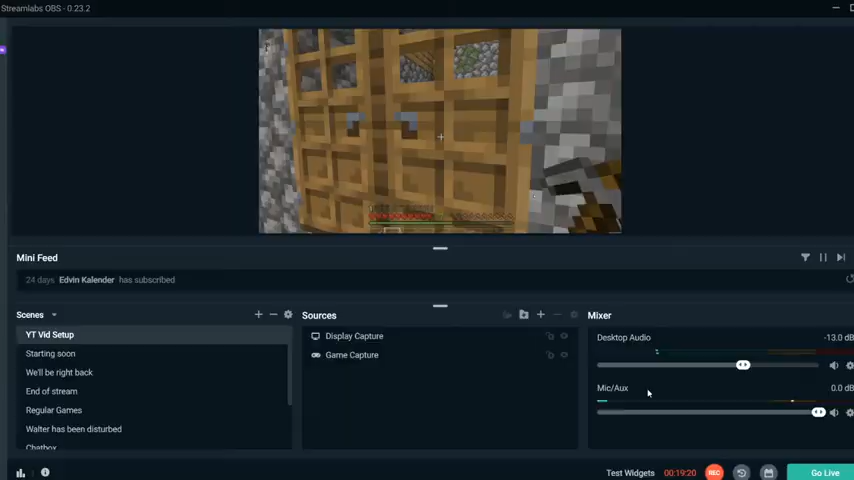 Streamlabs OBS - 0.23.2
Mini Feed
24 days Edvin Kalender has subscribed
Scenes
Sources
Mixer
YT Vid Setup
Starting soon
We'll be right back
End of stream
Regular Games
Walter has been disturbed
Chatbox
Display Capture
Game Capture
Desktop Audio -13.0 dB
Mic/Aux 0.0 dB
Test Widgets 00:19:20 REC Go Live